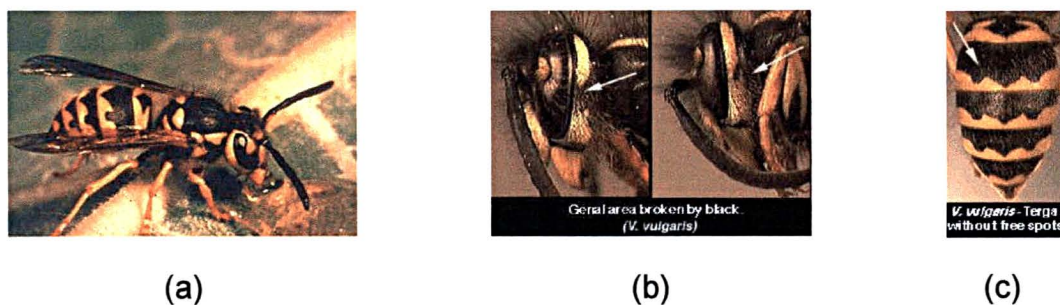 Genal area broken by black.
(V. vulgaris)
V. vulgaris - Terga
without free spots
(a)
(b)
(c)